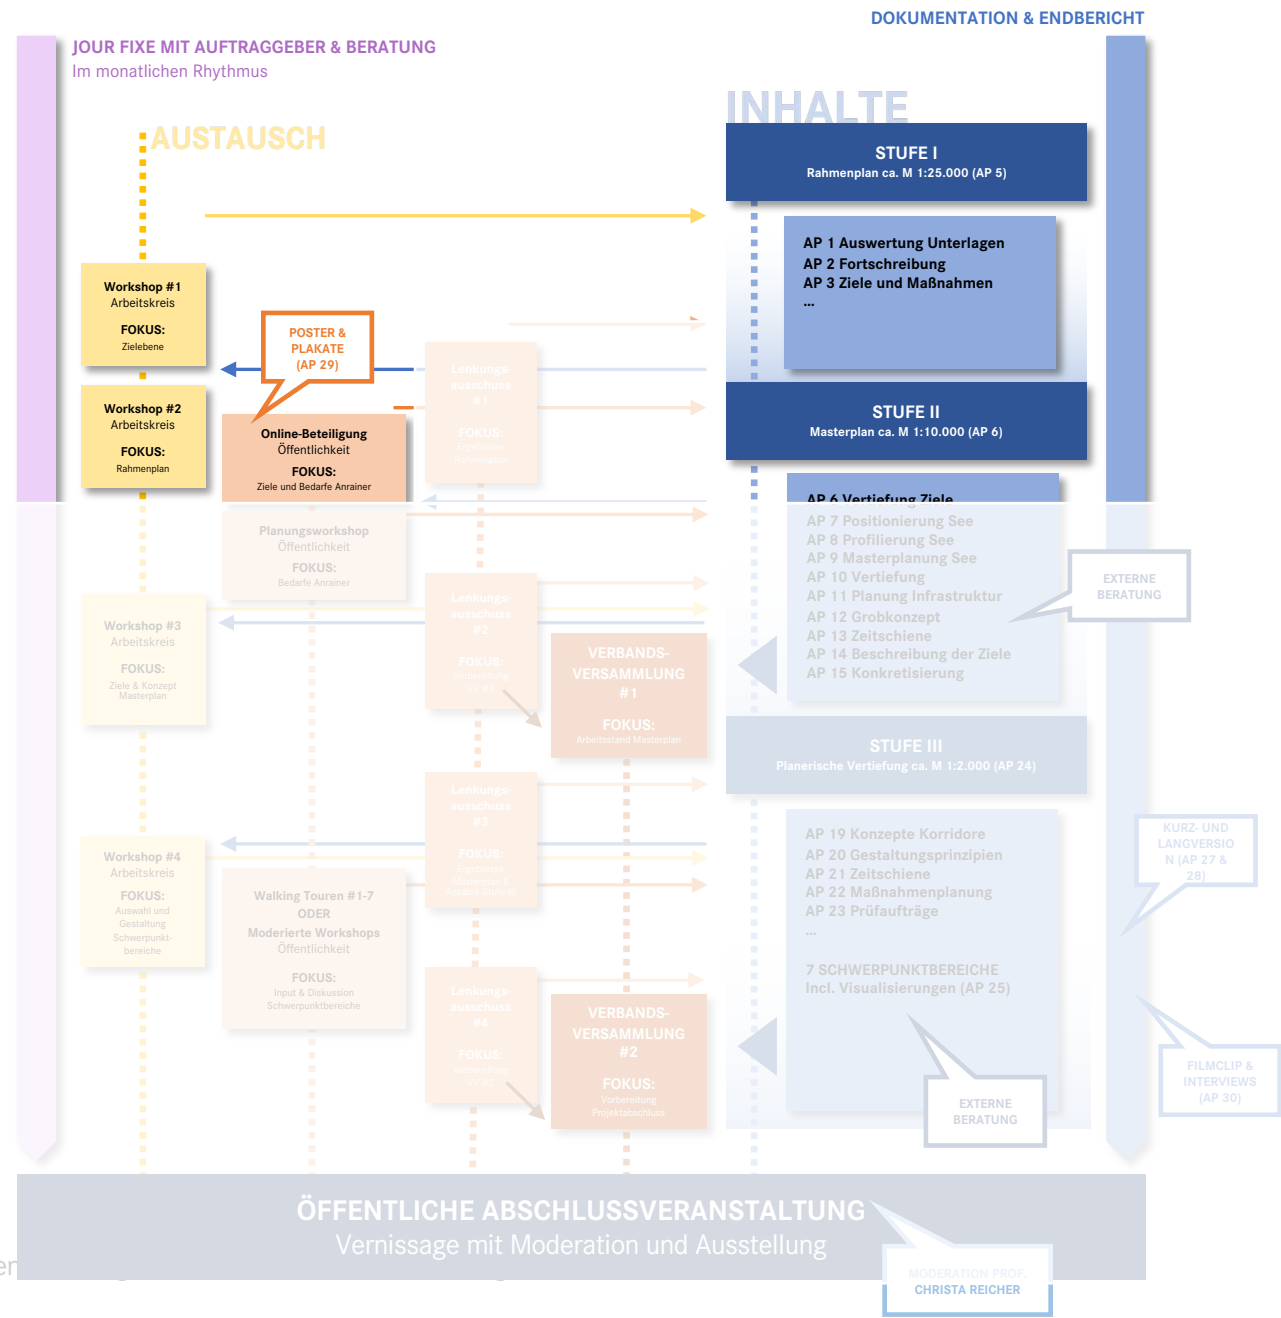 DOKUMENTATION & ENDBERICHT
JOUR FIXE MIT AUFTRAGGEBER & BERATUNG
Im monatlichen Rhythmus
AUSTAUSCH
INHALTE
STUFE I
Rahmenplan ca. M 1:25.000 (AP 5)
AP 1 Auswertung Unterlagen
AP 2 Fortschreibung
AP 3 Ziele und Maßnahmen
...
Workshop #1
Arbeitskreis
FOKUS:
Zielebene
POSTER &
PLAKATE
(AP 29)
Lenkungs-
ausschuss
#1
FOKUS:
Ergebnisse
Rahmenplan
Workshop #2
Arbeitskreis
FOKUS:
Rahmenplan
Online-Beteiligung
Öffentlichkeit
FOKUS:
Ziele und Bedarfe Anrainer
STUFE II
Masterplan ca. M 1:10.000 (AP 6)
AP 6 Vertiefung Ziele
AP 7 Positionierung See
AP 8 Profilierung See
AP 9 Masterplanung See
AP 10 Vertiefung
AP 11 Planung Infrastruktur
AP 12 Grobkonzept
AP 13 Zeitschiene
AP 14 Beschreibung der Ziele
AP 15 Konkretisierung
EXTERNE
BERATUNG
Planungsworkshop
Öffentlichkeit
FOKUS:
Bedarfe Anrainer
Lenkungs-
ausschuss
#2
FOKUS:
Vorbereitung
VV #1
Workshop #3
Arbeitskreis
FOKUS:
Ziele & Konzept
Masterplan
VERBANDS-
VERSAMMLUNG
#1
FOKUS:
Arbeitsstand Masterplan
STUFE III
Planerische Vertiefung ca. M 1:2.000 (AP 24)
Lenkungs-
ausschuss
#3
FOKUS:
Ergebnisse
Masterplan &
AP 19 Konzepte Korridore
AP 20 Gestaltungsprinzipien
AP 21 Zeitschiene
AP 22 Maßnahmenplanung
AP 23 Prüfaufträge
...
7 SCHWERPUNKTBEREICHE
Incl. Visualisierungen (AP 25)
KURZ- UND
LANGVERSIO
N (AP 27 &
28)
Workshop #4
Arbeitskreis
FOKUS:
Auswahl und
Gestaltung
Schwerpunkt-
bereiche
Walking Touren #1-7
ODER
Moderierte Workshops
Öffentlichkeit
FOKUS:
Input & Diskussion
Schwerpunktbereiche
Lenkungs-
ausschuss
#4
FOKUS:
Vorbereitung
VV #2
VERBANDS-
VERSAMMLUNG
#2
FOKUS:
Vorbereitung
Projektabschluss
EXTERNE
BERATUNG
FILMCLIP &
INTERVIEWS
(AP 30)
ÖFFENTLICHE ABSCHLUSSVERANSTALTUNG
Vernissage mit Moderation und Ausstellung
MODERATION PROF.
CHRISTA REICHER